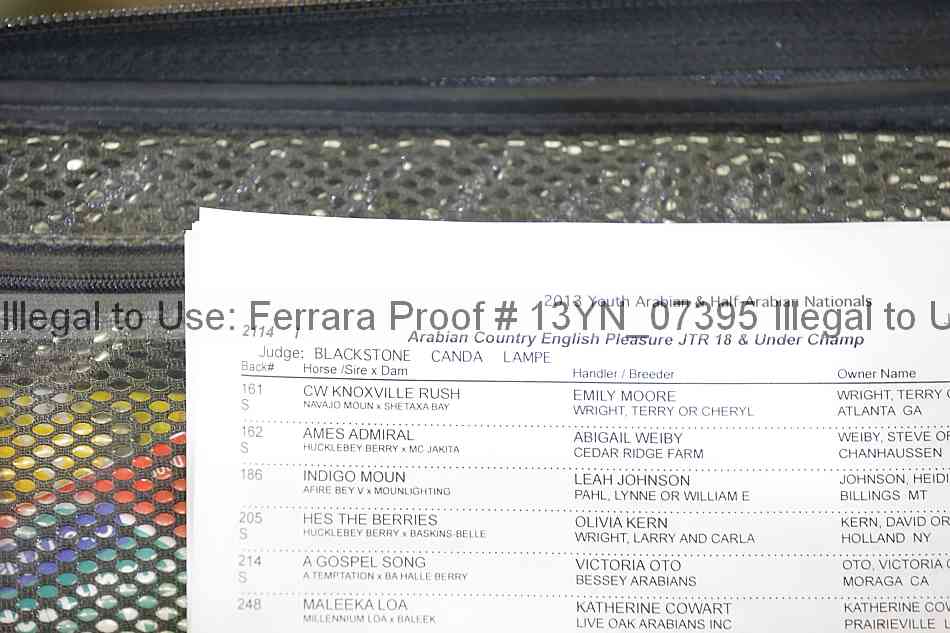 2013 Youth Arabian & Half-Arabian Nationals
Illegal to Use: Ferrara Proof # 13YN_07395 Illegal to U
2114 1
Arabian Country English Pleasure JTR 18 & Under Champ
Judge: BLACKSTONE CANDA LAMPE
Back# Horse /Sire x Dam Handler / Breeder Owner Name
161 CW KNOXVILLE RUSH EMILY MOORE WRIGHT, TERRY
S NAVAJO MOUN x SHETAXA BAY WRIGHT, TERRY OR CHERYL ATLANTA GA
162 AMES ADMIRAL ABIGAIL WEIBY WEIBY, STEVE OR
S HUCKLEBEY BERRY x MC JAKITA CEDAR RIDGE FARM CHANHAUSSEN
186 INDIGO MOUN LEAH JOHNSON JOHNSON, HEIDI
AFIRE BEY V x MOUNLIGHTING PAHL, LYNNE OR WILLIAM E BILLINGS MT
205 HES THE BERRIES OLIVIA KERN KERN, DAVID OR
S HUCKLEBEY BERRY x BASKINS-BELLE WRIGHT, LARRY AND CARLA HOLLAND NY
214 A GOSPEL SONG VICTORIA OTO OTO, VICTORIA
S A TEMPTATION x BA HALLE BERRY BESSEY ARABIANS MORAGA CA
248 MALEEKA LOA KATHERINE COWART KATHERINE COW
MILLENNIUM LOA x BALEEK LIVE OAK ARABIANS INC PRAIRIEVILLE